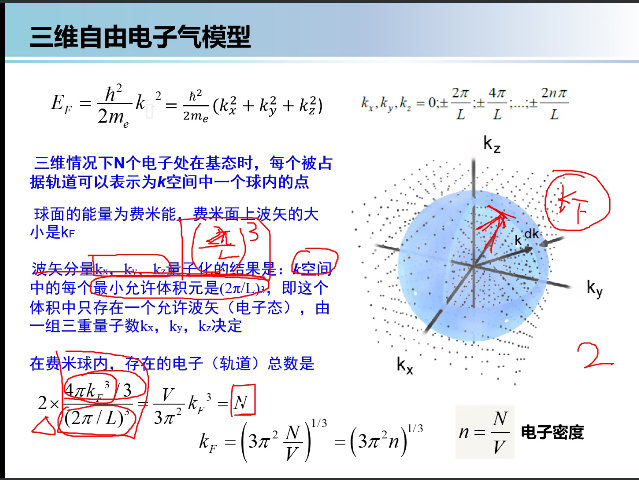 三维自由电子气模型
E_F = ħ²/2m_e k² = ħ²/2m_e (k_x² + k_y² + k_z²)
k_x, k_y, k_z = 0; ±2π/L; ±4π/L; ...; ±2nπ/L
三维情况下N个电子处在基态时，每个被占
据轨道可以表示为k空间中一个球内的点
球面的能量为费米能，费米面上波矢的大
小是k_F
(2π/L)³
波矢分量k_x，k_y，k_z量子化的结果是：k空间
中的每个最小允许体积元是(2π/L)³，即这个
体积中只存在一个允许波矢（电子态），由
一组三重量子数k_x，k_y，k_z决定
在费米球内，存在的电子（轨道）总数是
2×(4πk_F³/3)/(2π/L)³ = V/3π² k_F³ = N
k_F = (3π² N/V)^1/3 = (3π²n)^1/3
k_z
k_F
k
dk
k_y
k_x
2
n = N/V 电子密度